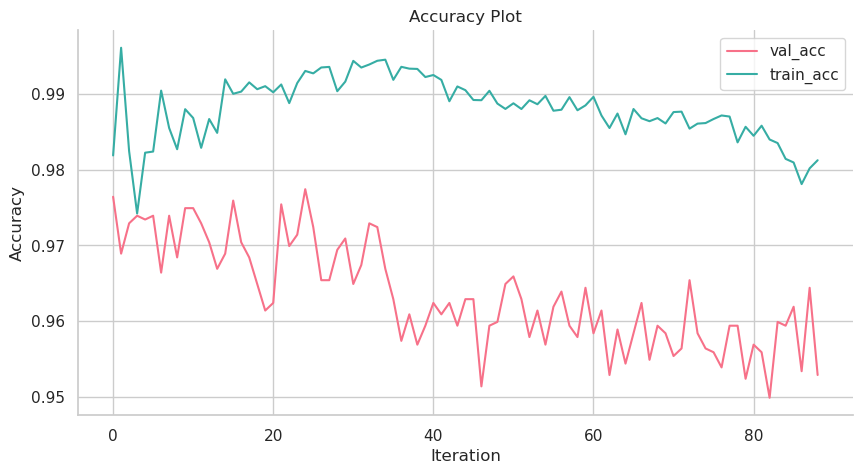 Accuracy Plot
val_acc
train_acc
0.99
0.98
0.97
0.96
0.95
Accuracy
0 20 40 60 80
Iteration